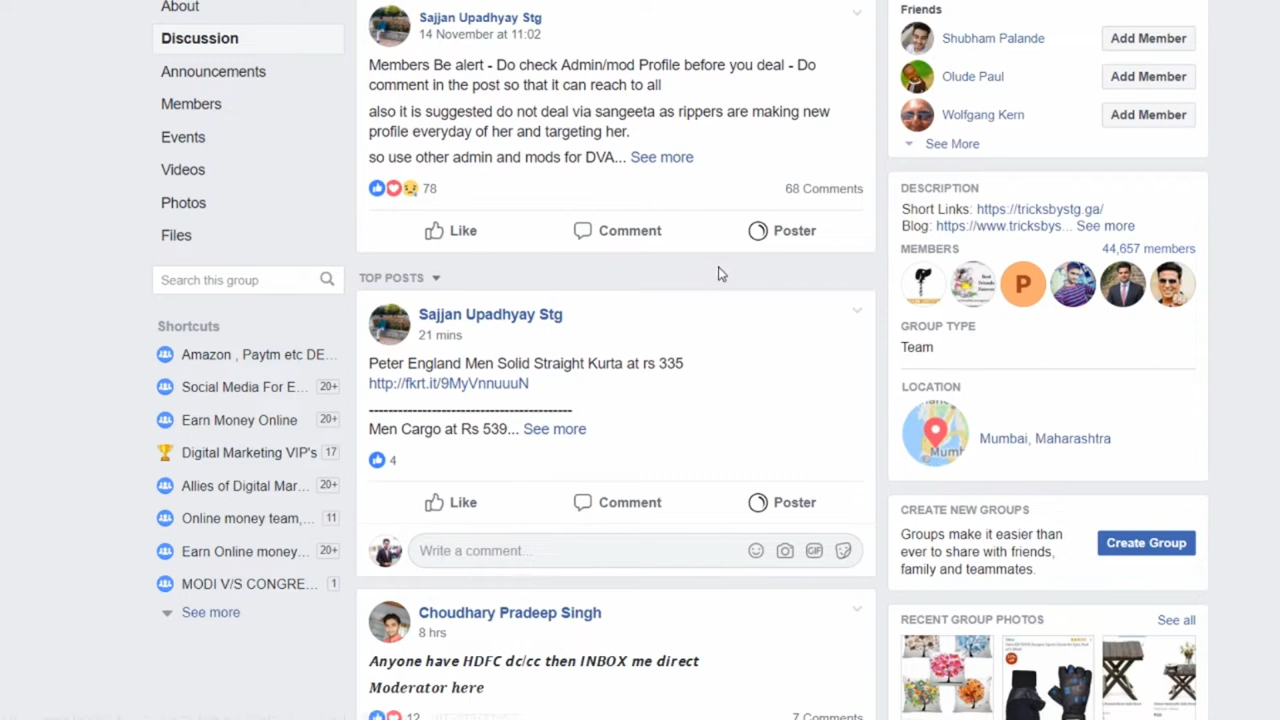 About
Discussion
Announcements
Members
Events
Videos
Photos
Files
Search this group
Shortcuts
Amazon , Paytm etc DE...
Social Media For E... 20+
Earn Money Online 20+
Digital Marketing VIP's 17
Allies of Digital Mar... 20+
Online money team,... 11
Earn Online money... 20+
MODI V/S CONGRE... 1
See more
Sajjan Upadhyay Stg
14 November at 11:02
Members Be alert - Do check Admin/mod Profile before you deal - Do
comment in the post so that it can reach to all
also it is suggested do not deal via sangeeta as rippers are making new
profile everyday of her and targeting her.
so use other admin and mods for DVA... See more
78 68 Comments
Like Comment Poster
TOP POSTS
Sajjan Upadhyay Stg
21 mins
Peter England Men Solid Straight Kurta at rs 335
http://fkrt.it/9MyVnnuuuN
------------------------------------------
Men Cargo at Rs 539... See more
4
Like Comment Poster
Write a comment...
GIF
Choudhary Pradeep Singh
8 hrs
Anyone have HDFC dc/cc then INBOX me direct
Moderator here
12 7 Comments
Friends
Shubham Palande Add Member
Olude Paul Add Member
Wolfgang Kern Add Member
See More
DESCRIPTION
Short Links: https://tricksbystg.ga/
Blog: https://www.tricksbys... See more
MEMBERS 44,657 members
P
GROUP TYPE
Team
LOCATION
Mumb
Mumbai, Maharashtra
CREATE NEW GROUPS
Groups make it easier than
ever to share with friends,
family and teammates.
Create Group
RECENT GROUP PHOTOS See all